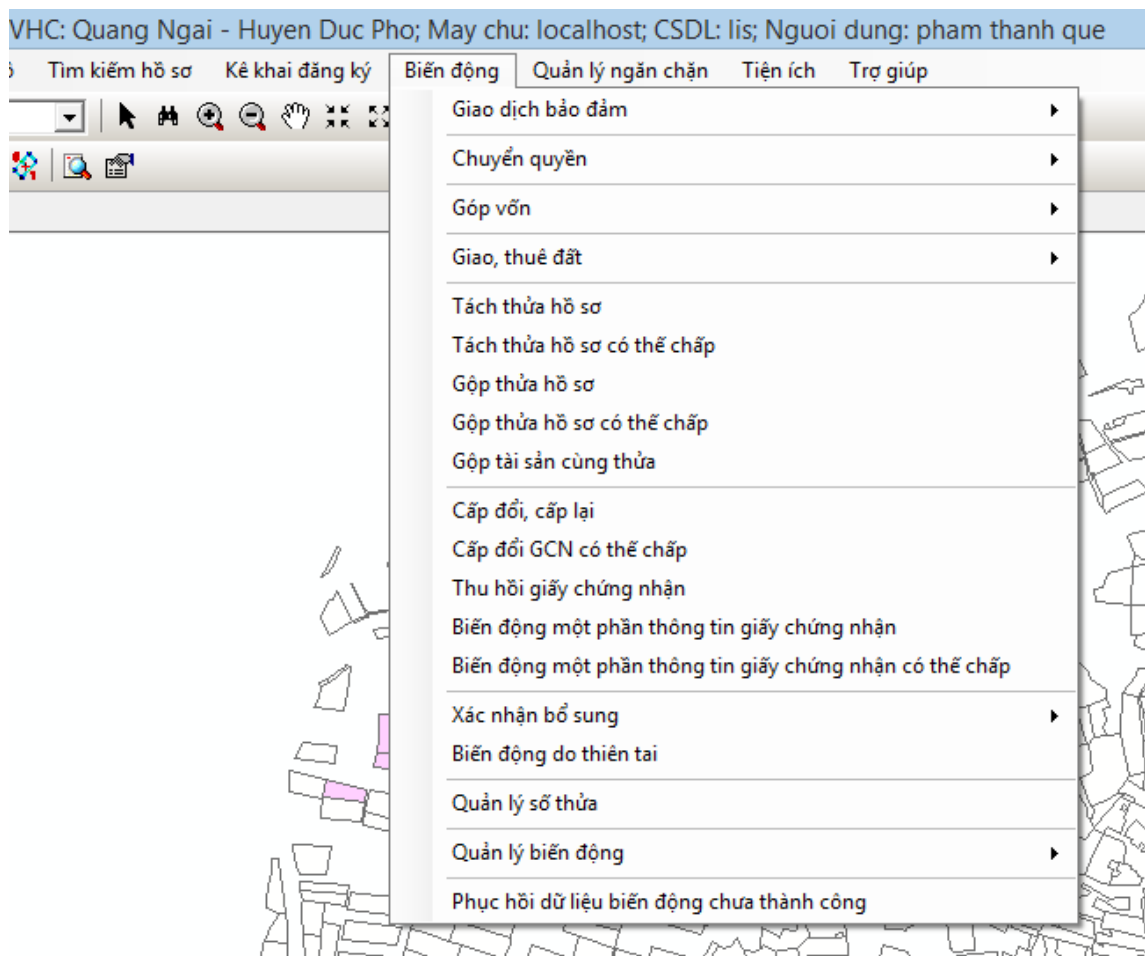 VHC: Quang Ngai - Huyen Duc Pho; May chu: localhost; CSDL: lis; Nguoi dung: pham thanh que
Tìm kiếm hồ sơ Kê khai đăng ký Biến động Quản lý ngăn chặn Tiện ích Trợ giúp
Giao dịch bảo đảm
Chuyển quyền
Góp vốn
Giao, thuê đất
Tách thửa hồ sơ
Tách thửa hồ sơ có thế chấp
Gộp thửa hồ sơ
Gộp thửa hồ sơ có thế chấp
Gộp tài sản cùng thửa
Cấp đổi, cấp lại
Cấp đổi GCN có thế chấp
Thu hồi giấy chứng nhận
Biến động một phần thông tin giấy chứng nhận
Biến động một phần thông tin giấy chứng nhận có thế chấp
Xác nhận bổ sung
Biến động do thiên tai
Quản lý số thửa
Quản lý biến động
Phục hồi dữ liệu biến động chưa thành công